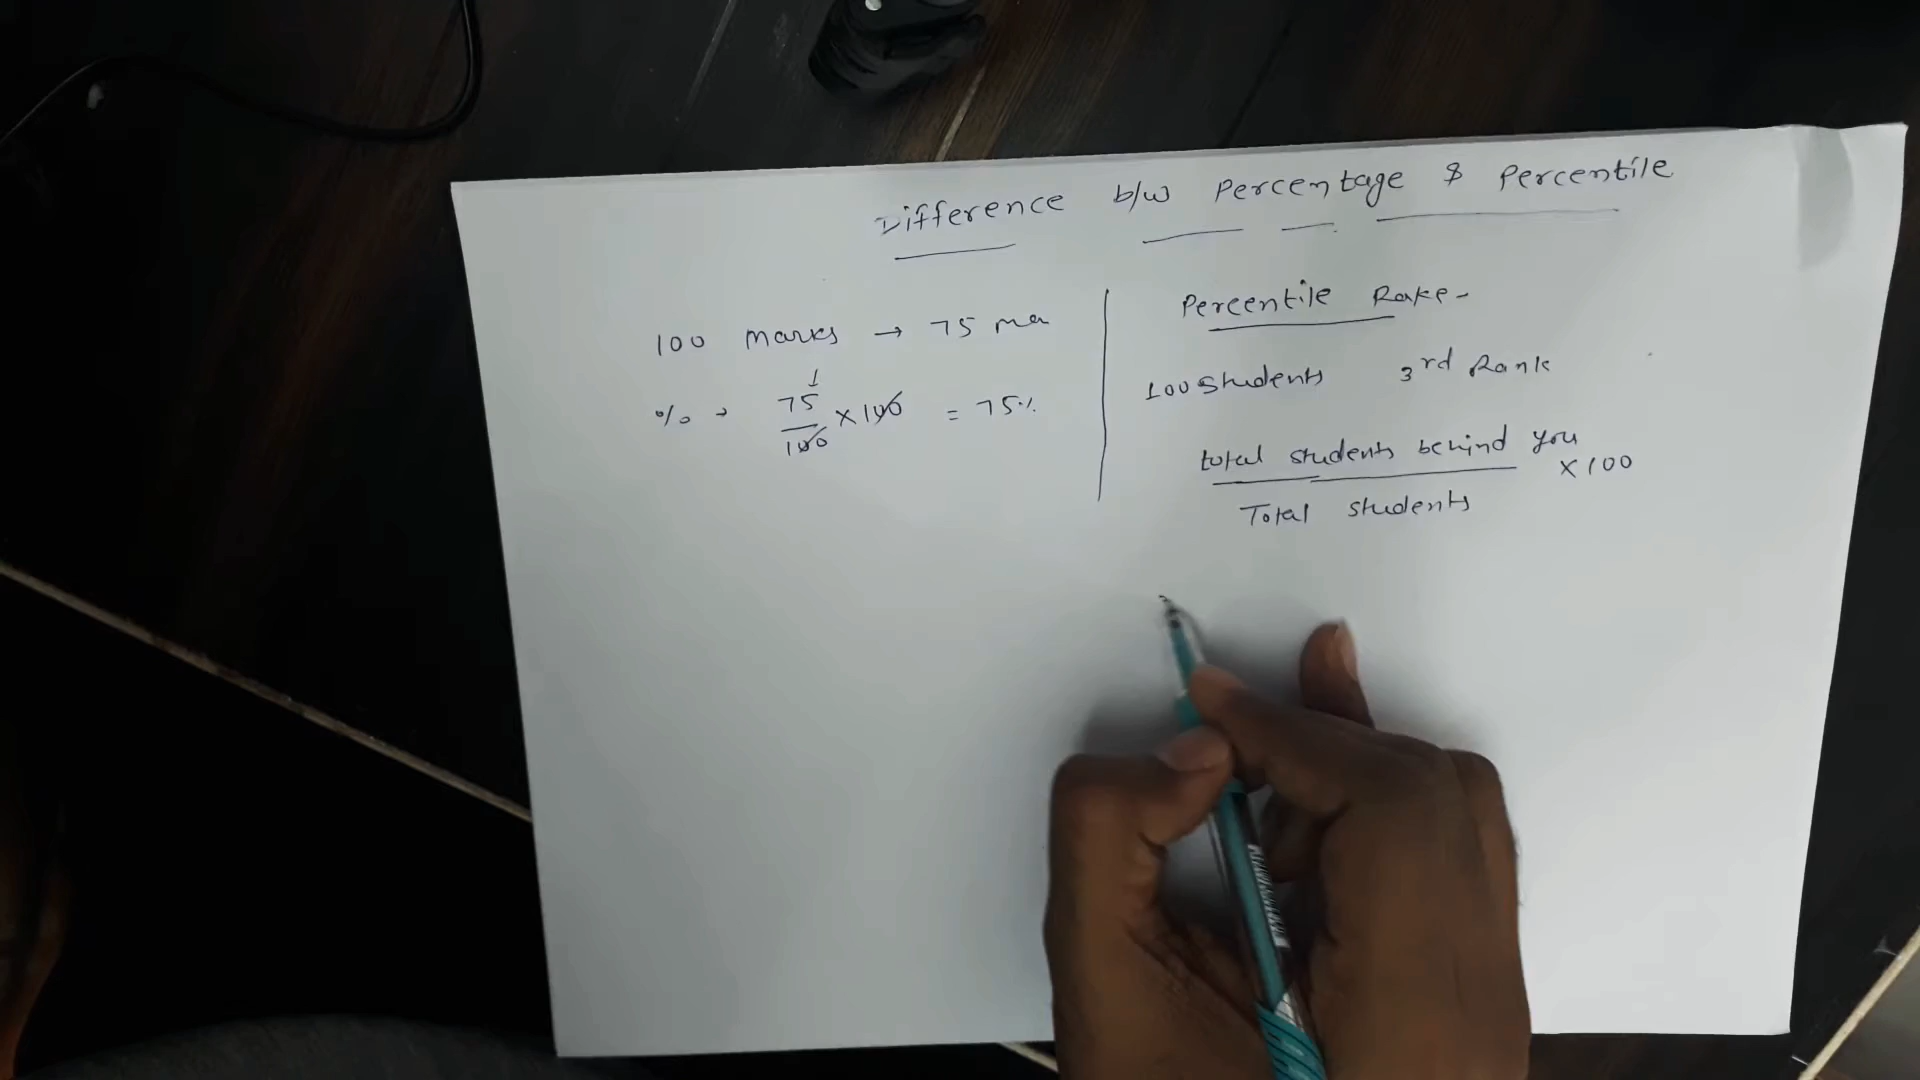 Difference b/w Percentage & Percentile
100 marks → 75 ma
% → 75/100 × 100 = 75%
Percentile Rake-
100 students 3rd Rank
total students behind you
× 100
Total students